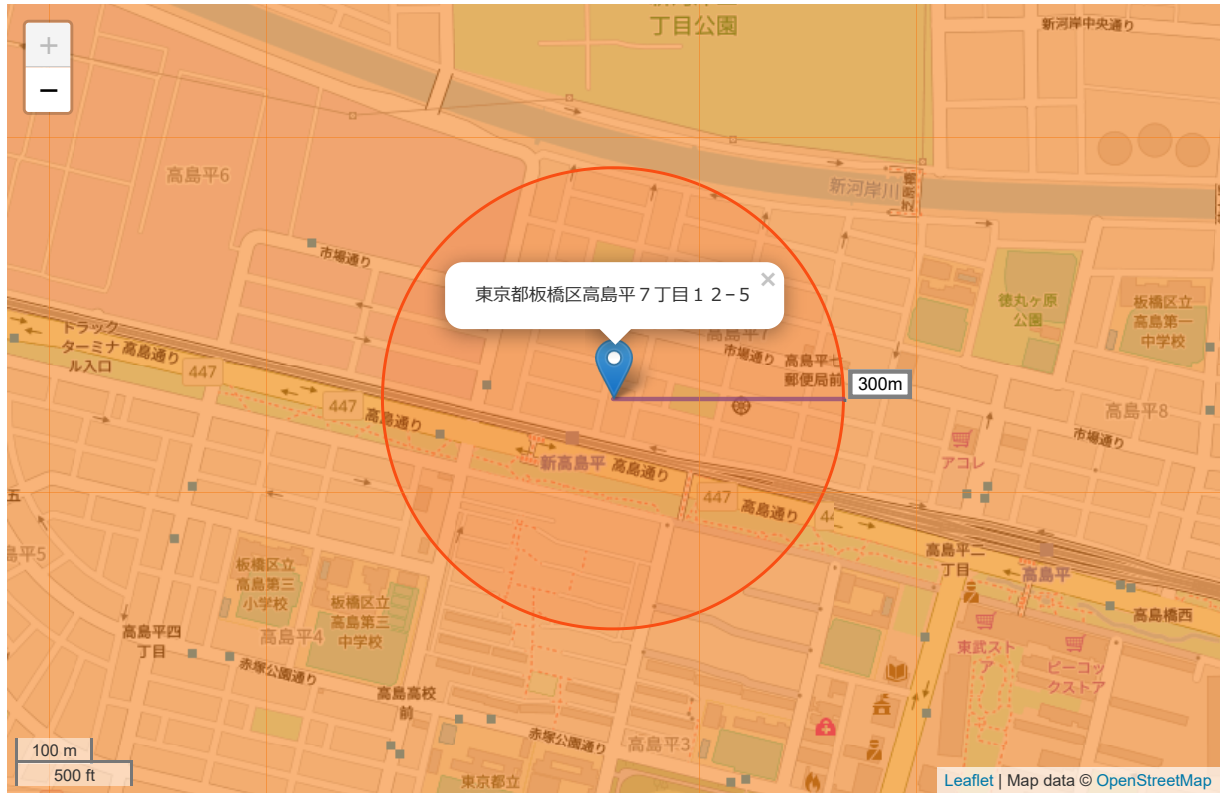 丁目公園
新河岸中央通り
+
−
高島平6
新河岸川
芝原橋
市場通り
東京都板橋区高島平７丁目１２−５
×
徳丸ヶ原
公園
板橋区立
高島第一
中学校
トラック
ターミナ
ル入口
高島通り
447
高島平7
市場通り
高島平七
郵便局前
300m
447
高島通り
高島平8
市場通り
アコレ
新高島平
高島通り
447
高島通り
44
五
島平5
高島平二
丁目
高島平
板橋区立
高島第三
小学校
板橋区立
高島第三
中学校
高島平4
高島橋西
高島平四
丁目
赤塚公園通り
東武スト
ア
ピーコッ
クストア
高島高校
前
赤塚公園通り
高島平3
東京都立
100 m
500 ft
Leaflet | Map data © OpenStreetMap